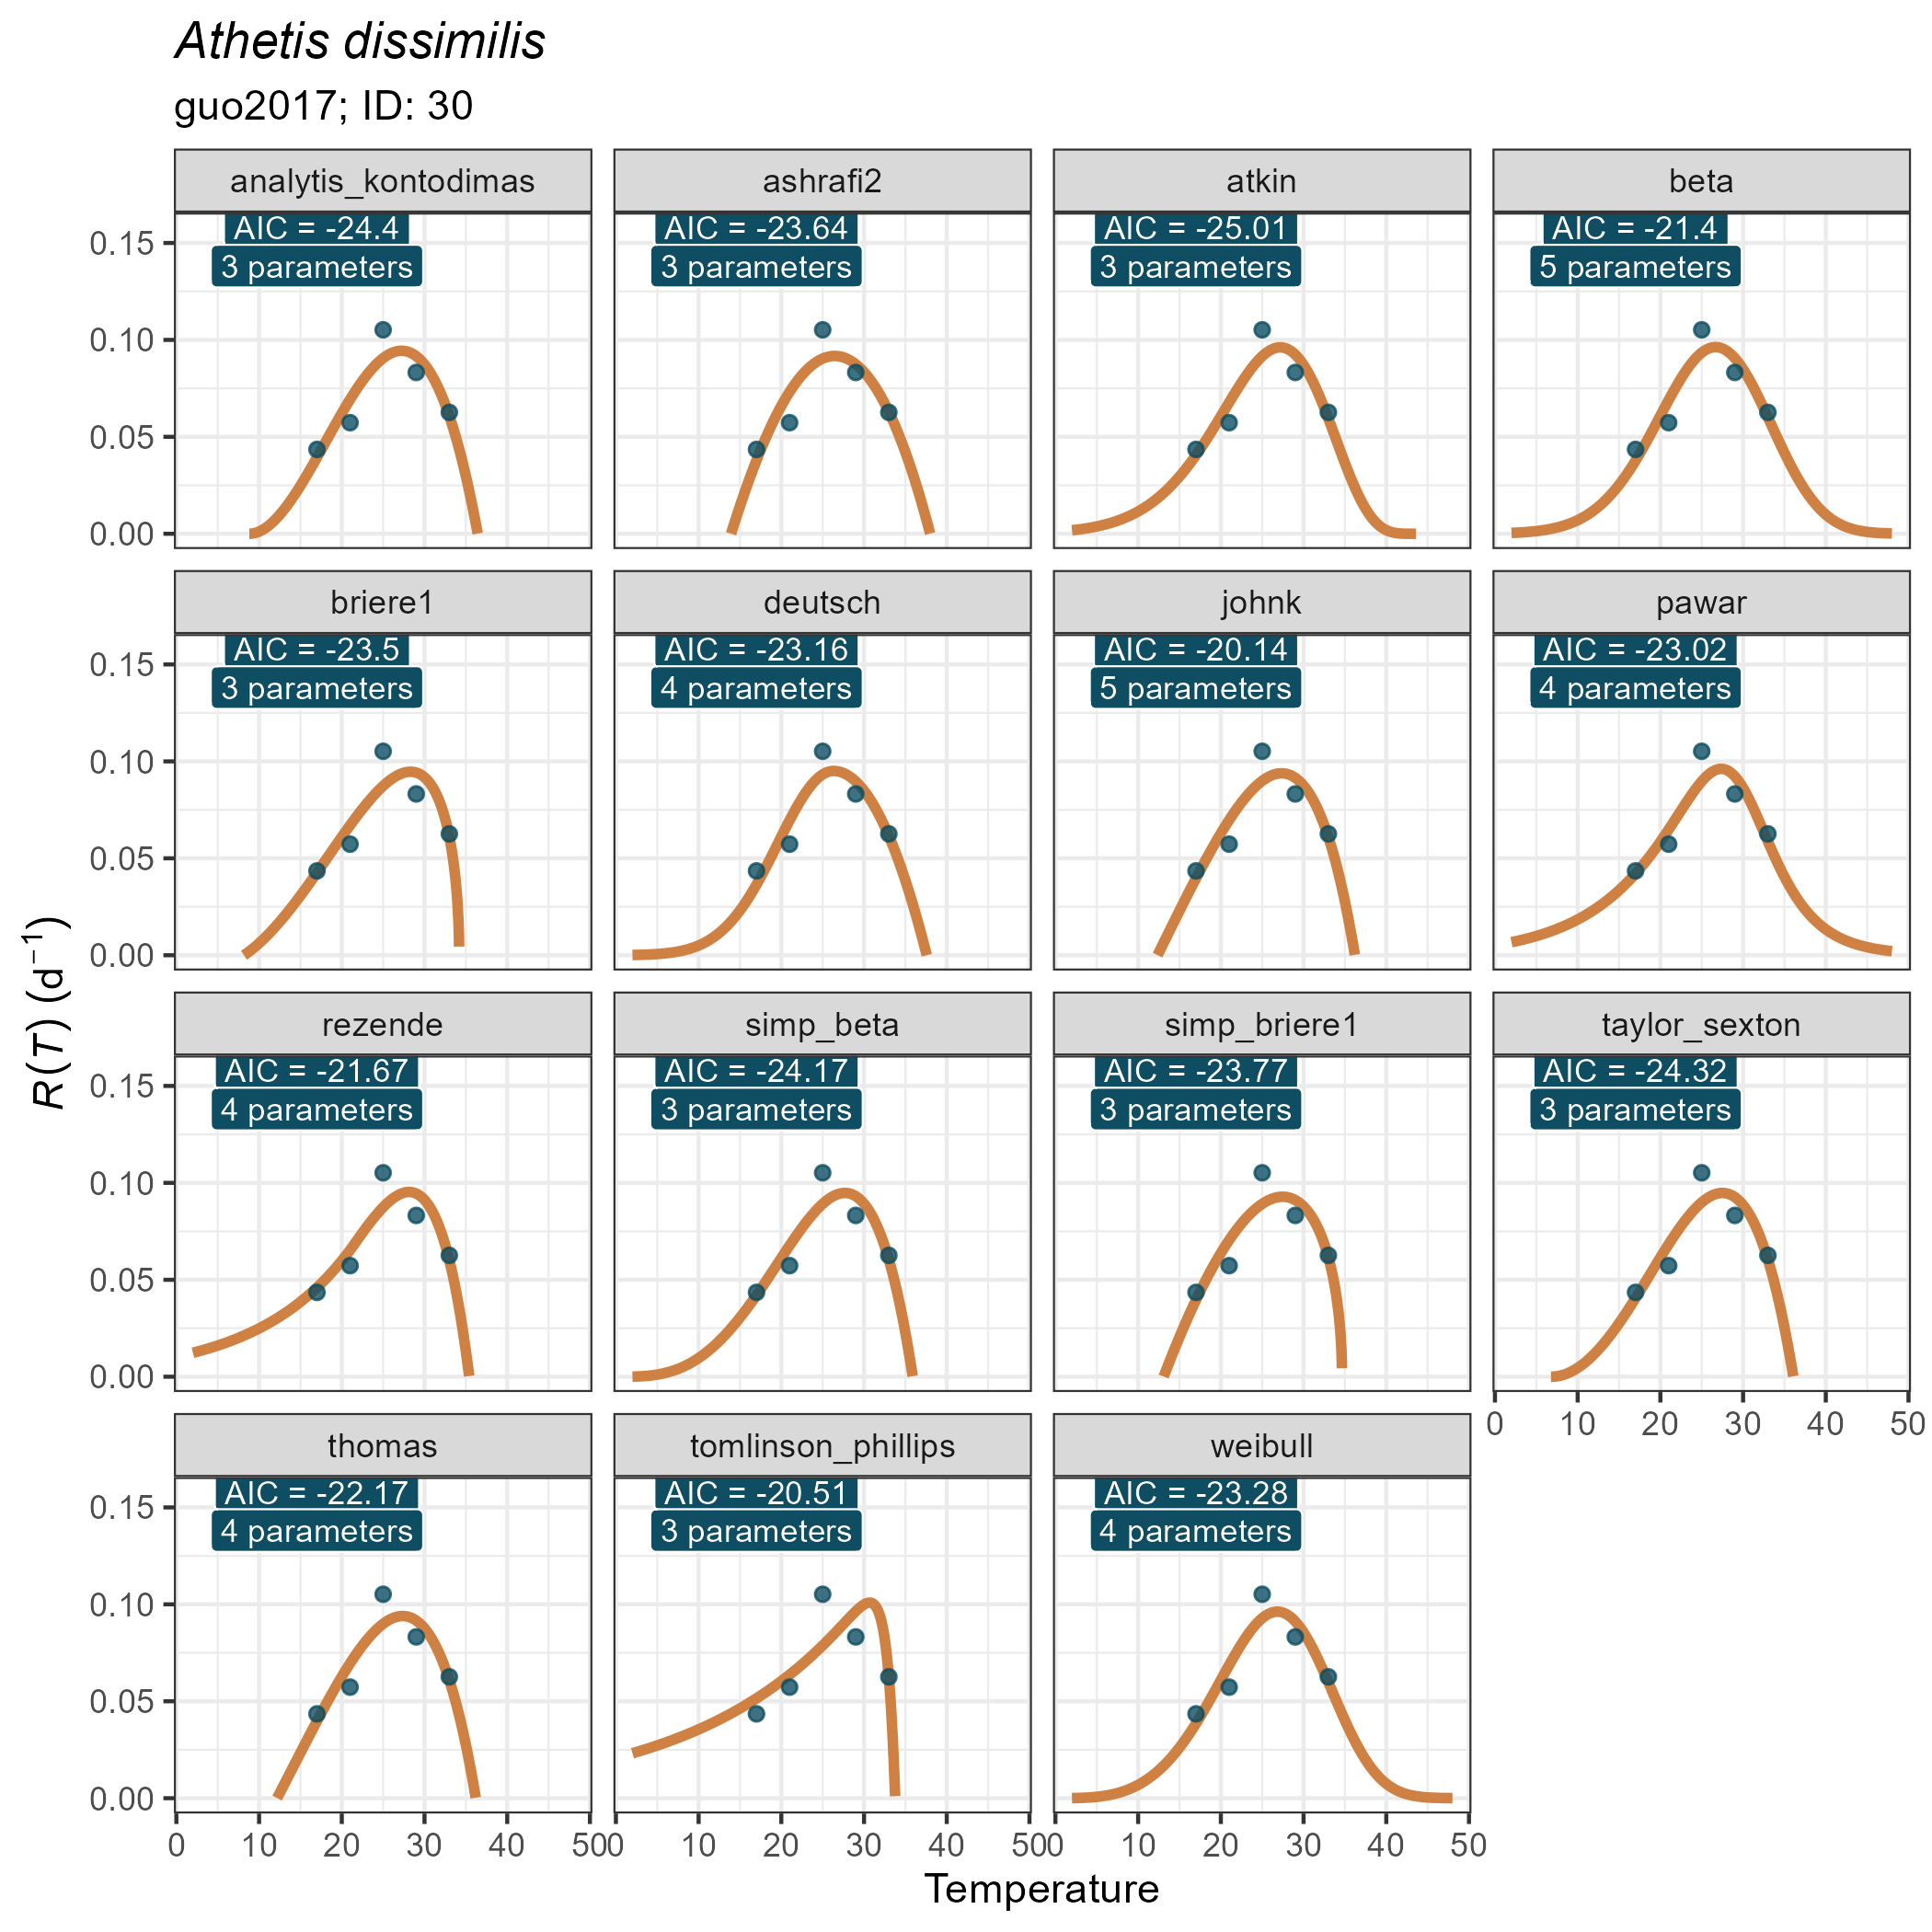 Athetis dissimilis
guo2017; ID: 30
analytis_kontodimas
ashrafi2
atkin
beta
AIC = -24.4
3 parameters
AIC = -23.64
3 parameters
AIC = -25.01
3 parameters
AIC = -21.4
5 parameters
0.15
0.10
0.05
0.00
briere1
deutsch
johnk
pawar
AIC = -23.5
3 parameters
AIC = -23.16
4 parameters
AIC = -20.14
5 parameters
AIC = -23.02
4 parameters
0.15
0.10
0.05
0.00
rezende
simp_beta
simp_briere1
taylor_sexton
AIC = -21.67
4 parameters
AIC = -24.17
3 parameters
AIC = -23.77
3 parameters
AIC = -24.32
3 parameters
0.15
0.10
0.05
0.00
0 10 20 30 40 50
thomas
tomlinson_phillips
weibull
AIC = -22.17
4 parameters
AIC = -20.51
3 parameters
AIC = -23.28
4 parameters
0.15
0.10
0.05
0.00
0 10 20 30 40 50
0 10 20 30 40 50
0 10 20 30 40 50
Temperature
R(T) (d⁻¹)